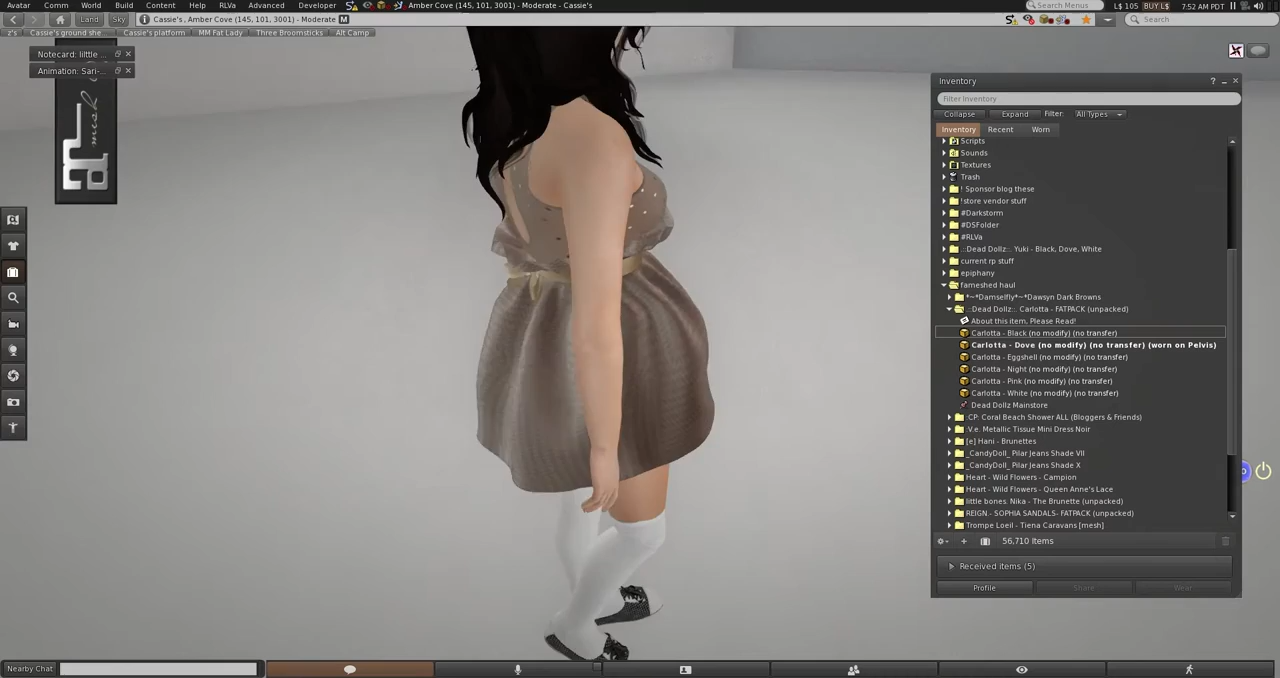 Avatar Comm World Build Content Help RLVa Advanced Developer Amber Cove (145, 101, 3001) - Moderate - Cassie's Search Menus L$ 105 BUY L$ 7:52 AM PDT
Land Sky Cassie's , Amber Cove (145, 101, 3001) - Moderate M Search
z's Cassie's ground she Cassie's platform MM Fat Lady Three Broomsticks Alt Camp
Notecard: lilttle ...
Animation: Sari-...
mesh
Inventory ?
Filter Inventory
Collapse Expand Filter: All Types
Inventory Recent Worn
Scripts
Sounds
Textures
Trash
! Sponsor blog these
!store vendor stuff
#Darkstorm
#DSFolder
#RLVa
.::Dead Dollz:. Yuki - Black, Dove, White
current rp stuff
epiphany
fameshed haul
*~*Damselfly*~*Dawsyn Dark Browns
.::Dead Dollz:.. Carlotta - FATPACK (unpacked)
About this item, Please Read!
Carlotta - Black (no modify) (no transfer)
Carlotta - Dove (no modify) (no transfer) (worn on Pelvis)
Carlotta - Eggshell (no modify) (no transfer)
Carlotta - Night (no modify) (no transfer)
Carlotta - Pink (no modify) (no transfer)
Carlotta - White (no modify) (no transfer)
Dead Dollz Mainstore
.CP: Coral Beach Shower ALL (Bloggers & Friends)
:V.e. Metallic Tissue Mini Dress Noir
[e] Hani - Brunettes
_CandyDoll_ Pilar Jeans Shade VII
_CandyDoll_ Pilar Jeans Shade X
Heart - Wild Flowers - Campion
Heart - Wild Flowers - Queen Anne's Lace
little bones. Nika - The Brunette (unpacked)
REIGN.- SOPHIA SANDALS- FATPACK (unpacked)
Trompe Loeil - Tiena Caravans [mesh]
56,710 Items
Received items (5)
Profile Share Wear
Nearby Chat